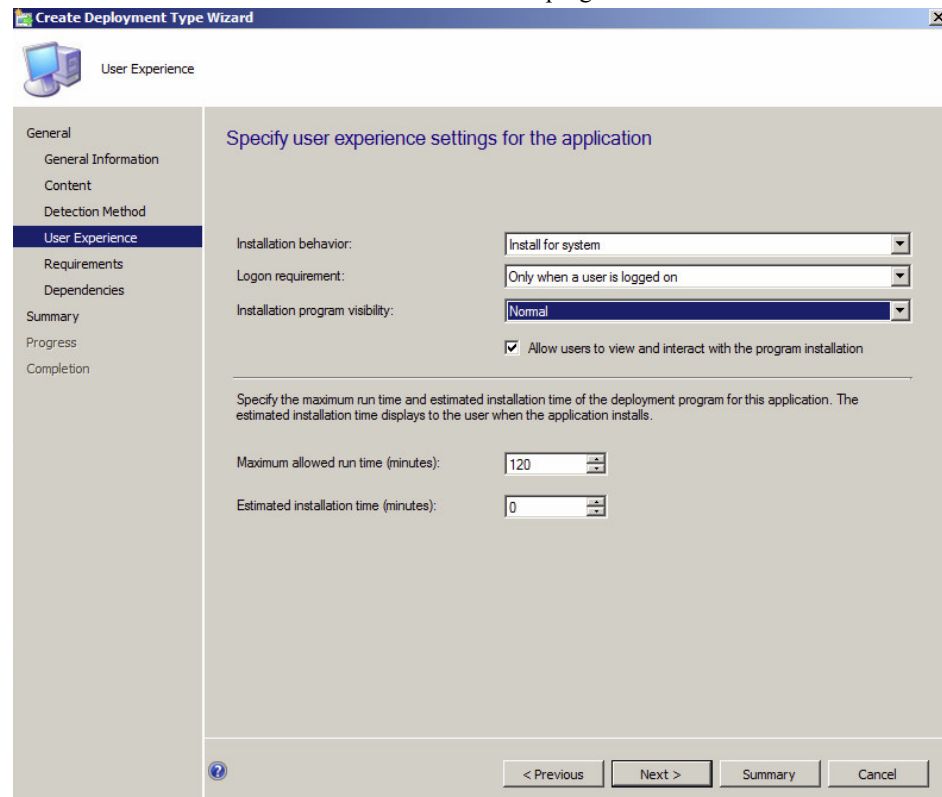 prog
Create Deployment Type Wizard
User Experience
General
General Information
Content
Detection Method
User Experience
Requirements
Dependencies
Summary
Progress
Completion
Specify user experience settings for the application
Installation behavior: Install for system
Logon requirement: Only when a user is logged on
Installation program visibility: Normal
Allow users to view and interact with the program installation
Specify the maximum run time and estimated installation time of the deployment program for this application. The
estimated installation time displays to the user when the application installs.
Maximum allowed run time (minutes): 120
Estimated installation time (minutes): 0
< Previous Next > Summary Cancel